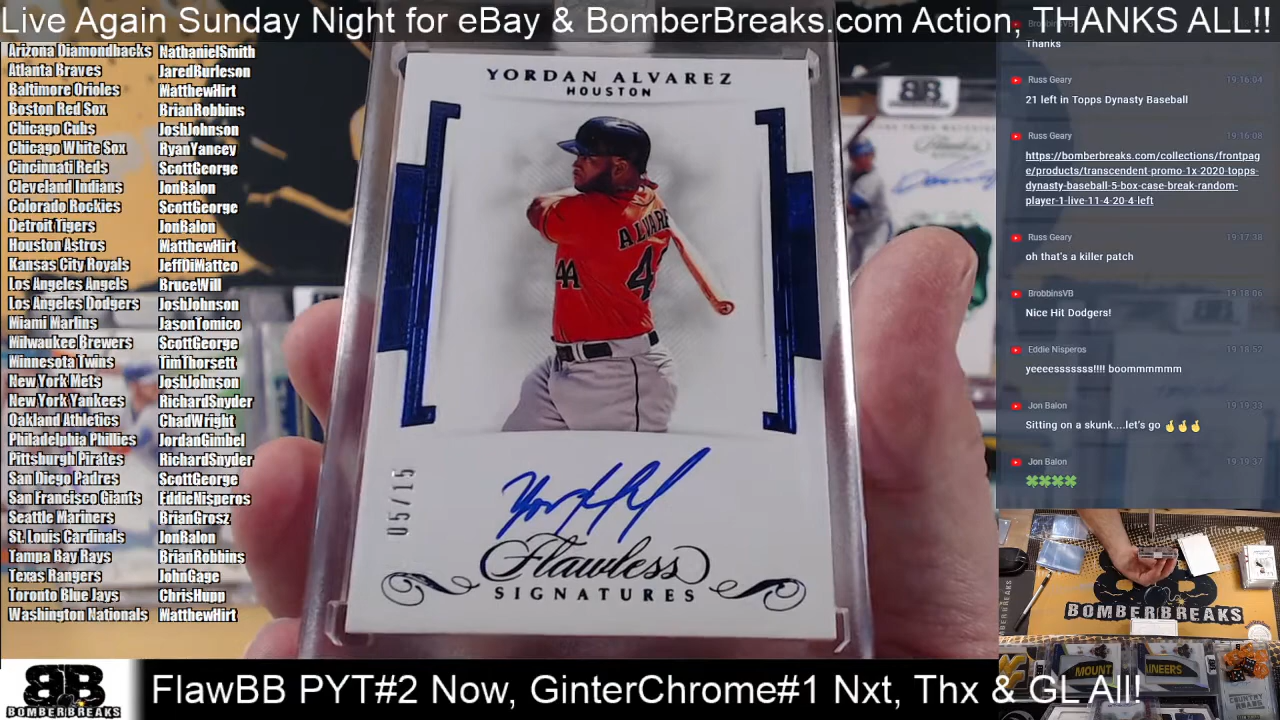 Live Again Sunday Night for eBay & BomberBreaks.com Action, THANKS ALL!!
Arizona Diamondbacks NathanielSmith
Atlanta Braves JaredBurleson
Baltimore Orioles MatthewHirt
Boston Red Sox BrianRobbins
Chicago Cubs JoshJohnson
Chicago White Sox RyanYancey
Cincinnati Reds ScottGeorge
Cleveland Indians JonBalon
Colorado Rockies ScottGeorge
Detroit Tigers JonBalon
Houston Astros MatthewHirt
Kansas City Royals JeffDiMatteo
Los Angeles Angels BruceWill
Los Angeles Dodgers JoshJohnson
Miami Marlins JasonTomico
Milwaukee Brewers ScottGeorge
Minnesota Twins TimThorsett
New York Mets JoshJohnson
New York Yankees RichardSnyder
Oakland Athletics ChadWright
Philadelphia Phillies JordanGimbel
Pittsburgh Pirates RichardSnyder
San Diego Padres ScottGeorge
San Francisco Giants EddieNisperos
Seattle Mariners BrianGrosz
St. Louis Cardinals JonBalon
Tampa Bay Rays BrianRobbins
Texas Rangers JohnGage
Toronto Blue Jays ChrisHupp
Washington Nationals MatthewHirt
YORDAN ALVAREZ
HOUSTON
ALVAR
44
4
05/15
Flawless
SIGNATURES
BrobbinsVB
Thanks
Russ Geary 19:16:04
21 left in Topps Dynasty Baseball
Russ Geary 19:16:08
https://bomberbreaks.com/collections/frontpag
e/products/transcendent-promo-1x-2020-topps-
dynasty-baseball-5-box-case-break-random-
player-1-live-11-4-20-4-left
Russ Geary 19:17:38
oh that's a killer patch
BrobbinsVB 19:18:06
Nice Hit Dodgers!
Eddie Nisperos 19:18:57
yeeeesssssss!!!! boommmmmm
Jon Balon 19:19:33
Sitting on a skunk....let's go 🤞🤞🤞
Jon Balon 19:19:37
🍀🍀🍀🍀
BOMBERBREAKS
MOUNT AINEERS
BB
BOMBERBREAKS
FlawBB PYT#2 Now, GinterChrome#1 Nxt, Thx & GL All!